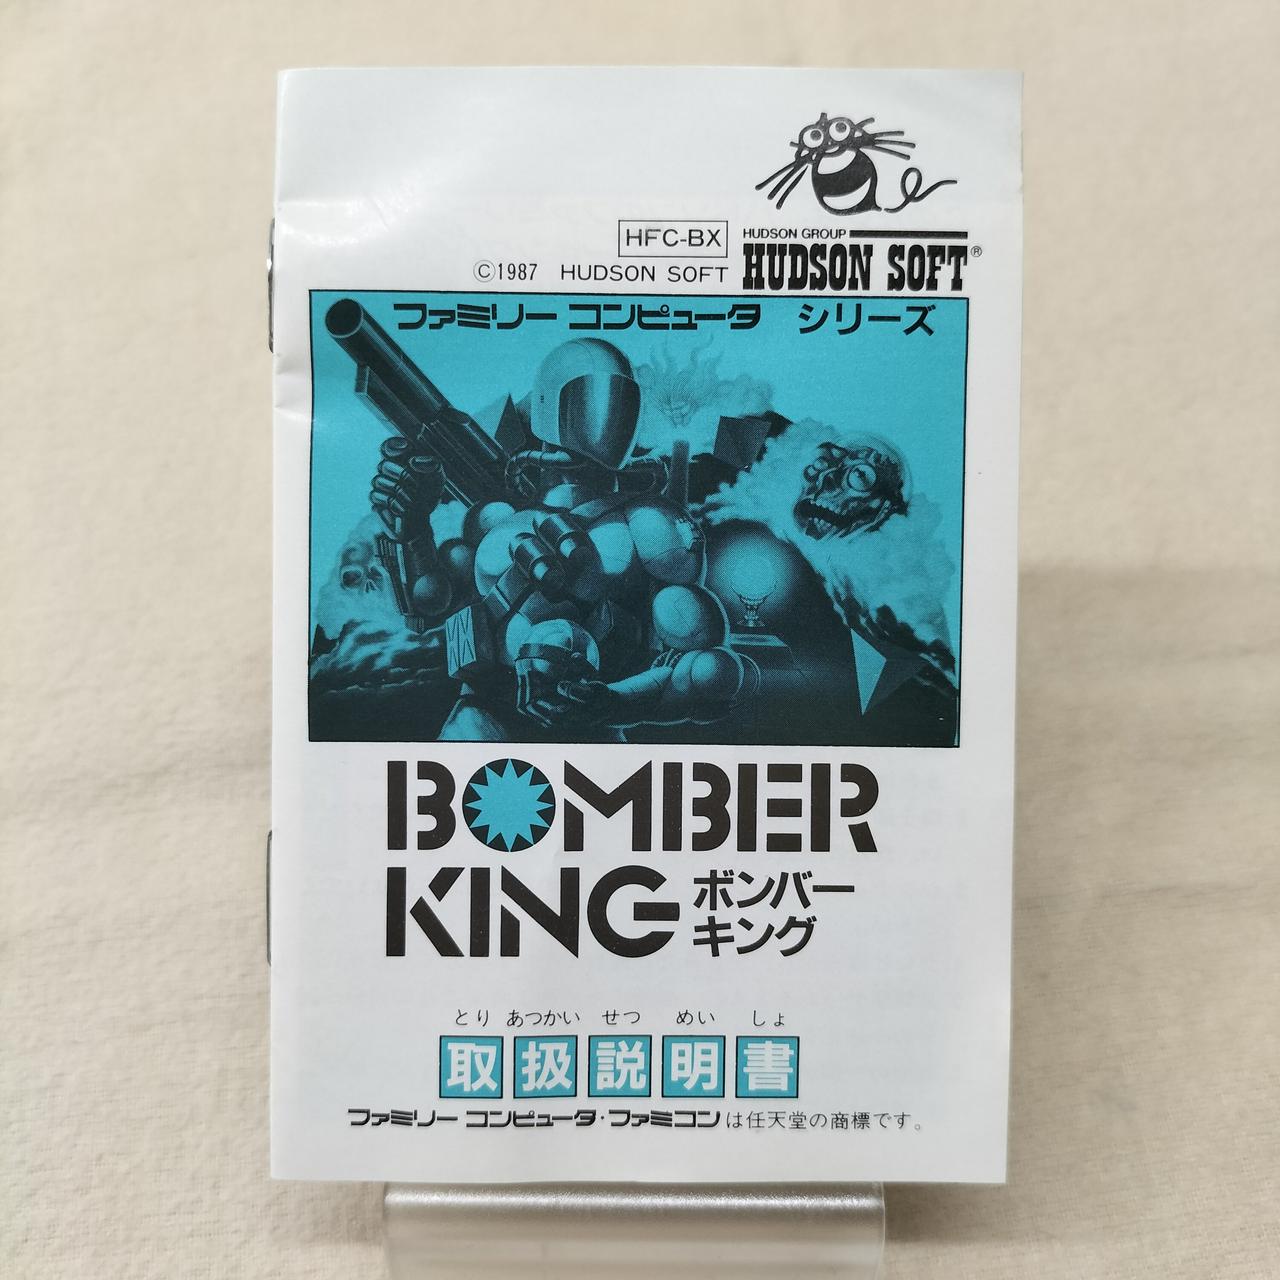 HFC-BX
HUDSON GROUP
HUDSON SOFT®
©1987 HUDSON SOFT
ファミリー コンピュータ シリーズ
BOMBER
KING
ボンバー
キング
とり あつかい せつ めい しょ
取扱説明書
ファミリー コンピュータ・ファミコンは任天堂の商標です。